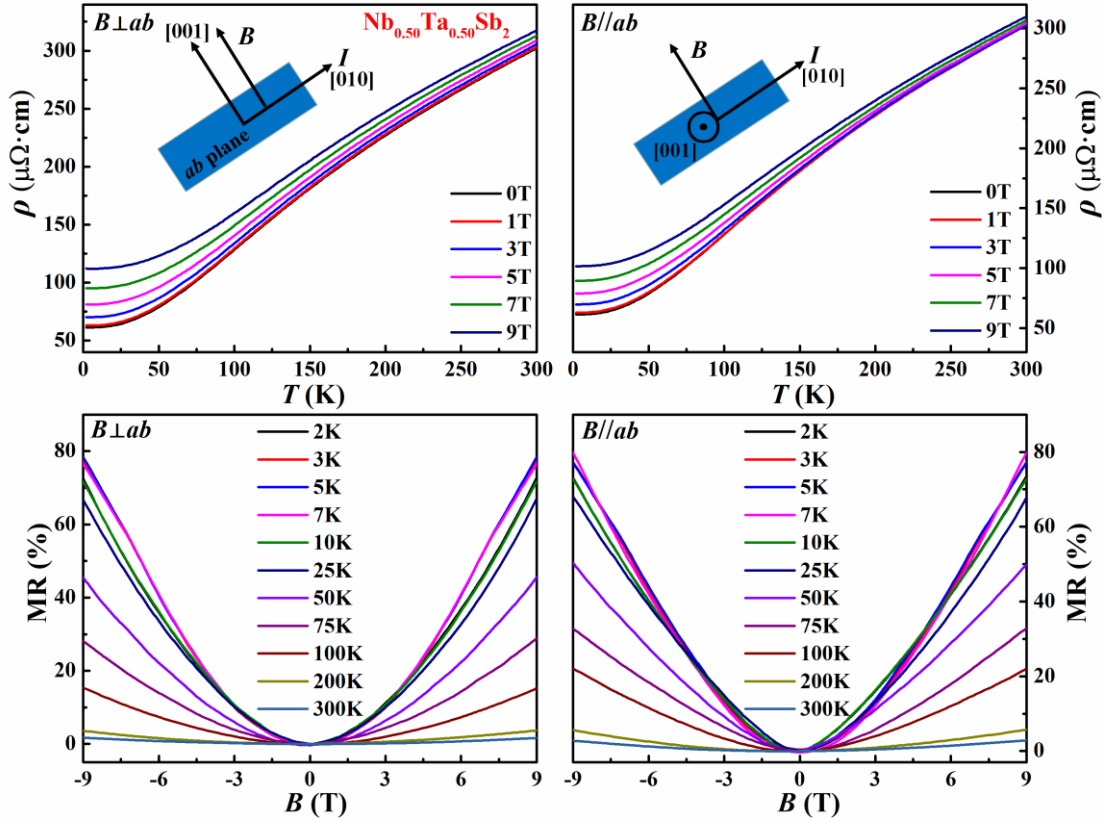 B⊥ab
Nb0.50Ta0.50Sb2
[001]
B
I
[010]
ab plane
0T
1T
3T
5T
7T
9T
300
250
200
150
100
50
ρ (μΩ·cm)
0 50 100 150 200 250 300
T (K)
B//ab
B
I
[010]
[001]
0T
1T
3T
5T
7T
9T
300
250
200
150
100
50
ρ (μΩ·cm)
0 50 100 150 200 250 300
T (K)
B⊥ab
2K
3K
5K
7K
10K
25K
50K
75K
100K
200K
300K
80
60
40
20
0
MR (%)
-9 -6 -3 0 3 6 9
B (T)
B//ab
2K
3K
5K
7K
10K
25K
50K
75K
100K
200K
300K
80
60
40
20
0
MR (%)
-9 -6 -3 0 3 6 9
B (T)